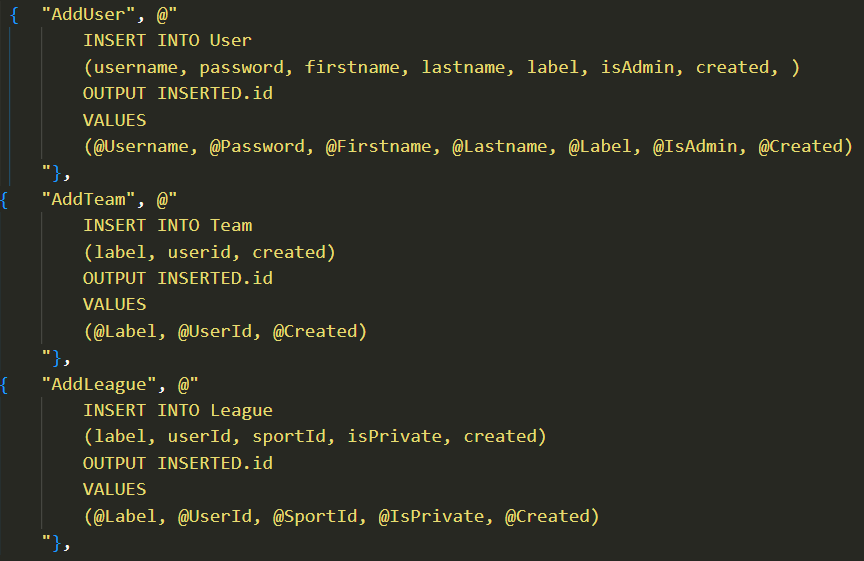 {  "AddUser", @"
INSERT INTO User
(username, password, firstname, lastname, label, isAdmin, created, )
OUTPUT INSERTED.id
VALUES
(@Username, @Password, @Firstname, @Lastname, @Label, @IsAdmin, @Created)
"},
{   "AddTeam", @"
INSERT INTO Team
(label, userid, created)
OUTPUT INSERTED.id
VALUES
(@Label, @UserId, @Created)
"},
{   "AddLeague", @"
INSERT INTO League
(label, userId, sportId, isPrivate, created)
OUTPUT INSERTED.id
VALUES
(@Label, @UserId, @SportId, @IsPrivate, @Created)
"},